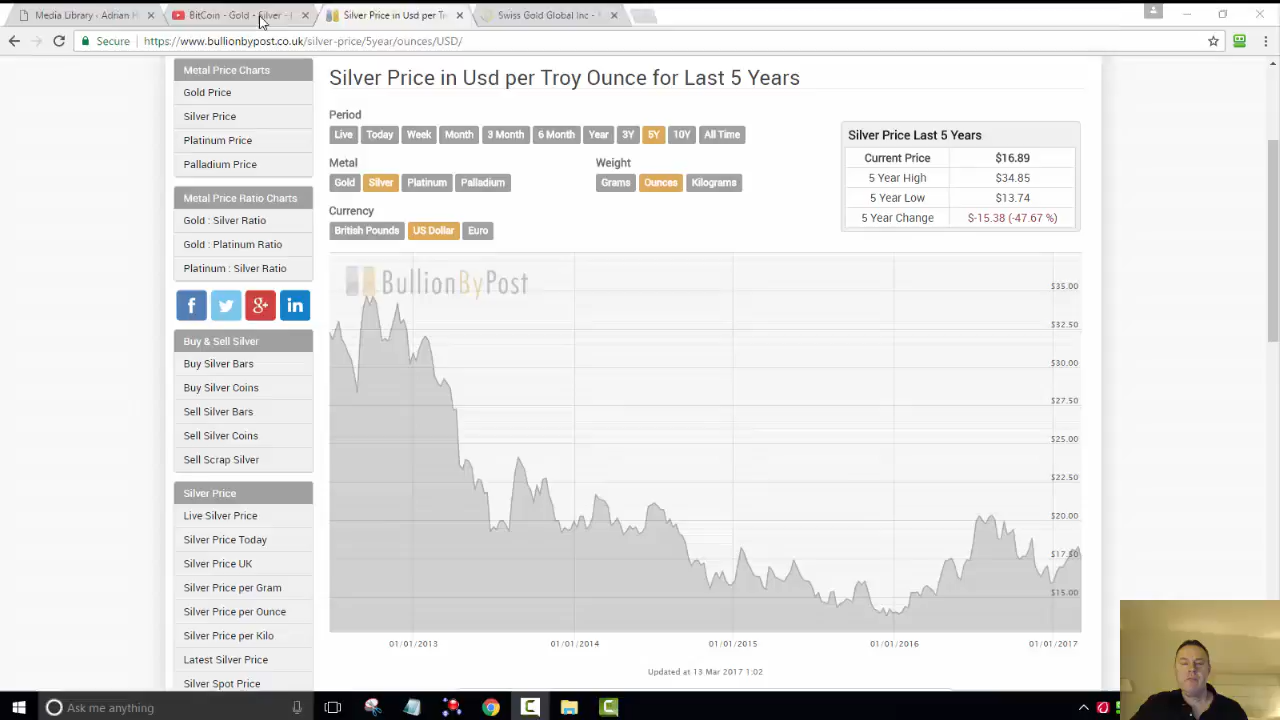 Media Library ‹ Adrian H
BitCoin - Gold - Silver -
Silver Price in Usd per Tr
Swiss Gold Global Inc -
Secure
https://www.bullionbypost.co.uk/silver-price/5year/ounces/USD/
Metal Price Charts
Gold Price
Silver Price
Platinum Price
Palladium Price
Metal Price Ratio Charts
Gold : Silver Ratio
Gold : Platinum Ratio
Platinum : Silver Ratio
f
G+
in
Buy & Sell Silver
Buy Silver Bars
Buy Silver Coins
Sell Silver Bars
Sell Silver Coins
Sell Scrap Silver
Silver Price
Live Silver Price
Silver Price Today
Silver Price UK
Silver Price per Gram
Silver Price per Ounce
Silver Price per Kilo
Latest Silver Price
Silver Spot Price
Silver Price in Usd per Troy Ounce for Last 5 Years
Period
Live Today Week Month 3 Month 6 Month Year 3Y 5Y 10Y All Time
Metal
Gold Silver Platinum Palladium
Weight
Grams Ounces Kilograms
Currency
British Pounds US Dollar Euro
Silver Price Last 5 Years
Current Price $16.89
5 Year High $34.85
5 Year Low $13.74
5 Year Change $-15.38 (-47.67 %)
BullionByPost
$35.00
$32.50
$30.00
$27.50
$25.00
$22.50
$20.00
$17.50
$15.00
01/01/2013 01/01/2014 01/01/2015 01/01/2016 01/01/2017
Updated at 13 Mar 2017 1:02
Ask me anything